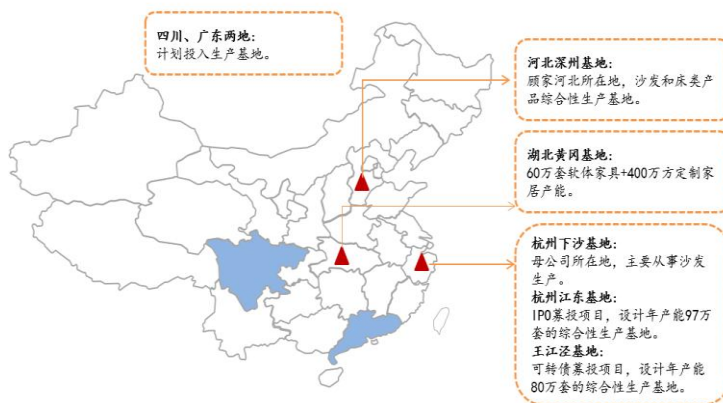 四川、广东两地：
计划投入生产基地。
河北深州基地：
顾家河北所在地，沙发和床类产
品综合性生产基地。
湖北黄冈基地：
60万套软体家具+400万方定制家
居产能。
杭州下沙基地：
母公司所在地，主要从事沙发
生产。
杭州江东基地：
IPO募投项目，设计年产能97万
套的综合性生产基地。
王江泾基地：
可转债募投项目，设计年产能
80万套的综合性生产基地。